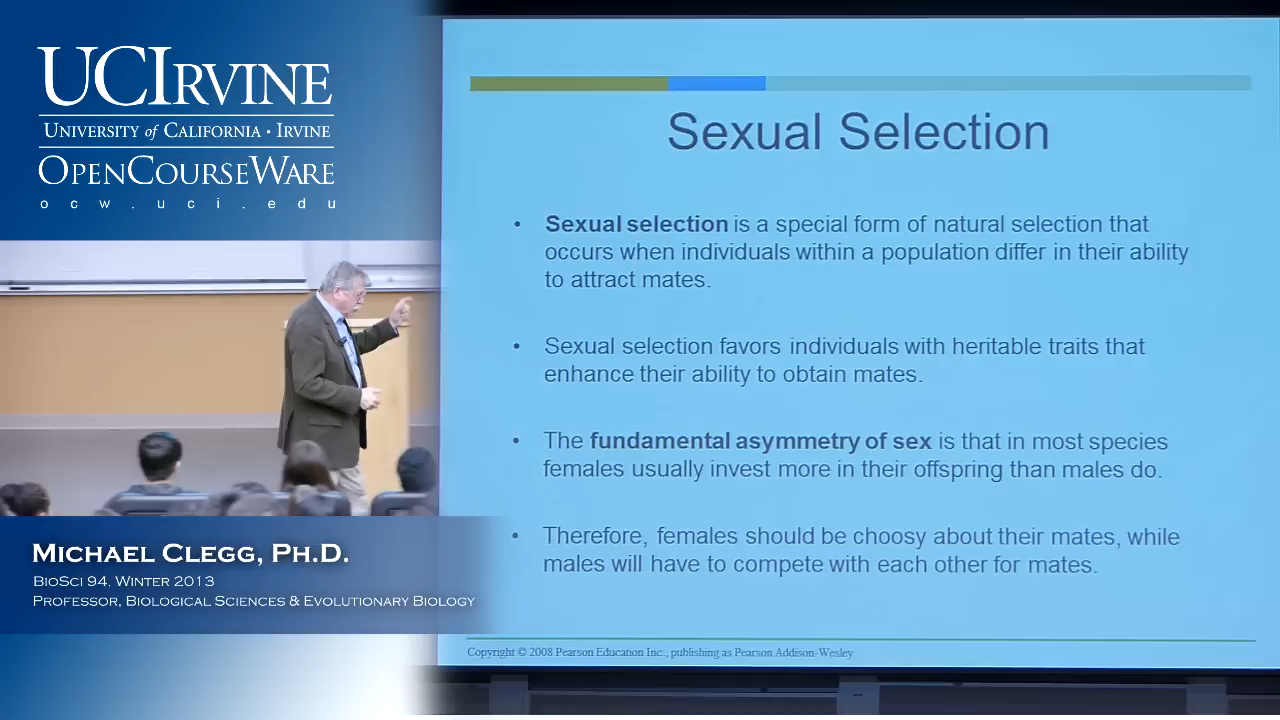 UCIRVINE
UNIVERSITY of CALIFORNIA · IRVINE
OPENCOURSEWARE
ocw.uci.edu
Sexual Selection
• Sexual selection is a special form of natural selection that
occurs when individuals within a population differ in their ability
to attract mates.
• Sexual selection favors individuals with heritable traits that
enhance their ability to obtain mates.
• The fundamental asymmetry of sex is that in most species
females usually invest more in their offspring than males do.
• Therefore, females should be choosy about their mates, while
males will have to compete with each other for mates.
Copyright © 2008 Pearson Education Inc., publishing as Pearson Addison-Wesley
MICHAEL CLEGG, PH.D.
BIOSCI 94, WINTER 2013
PROFESSOR, BIOLOGICAL SCIENCES & EVOLUTIONARY BIOLOGY